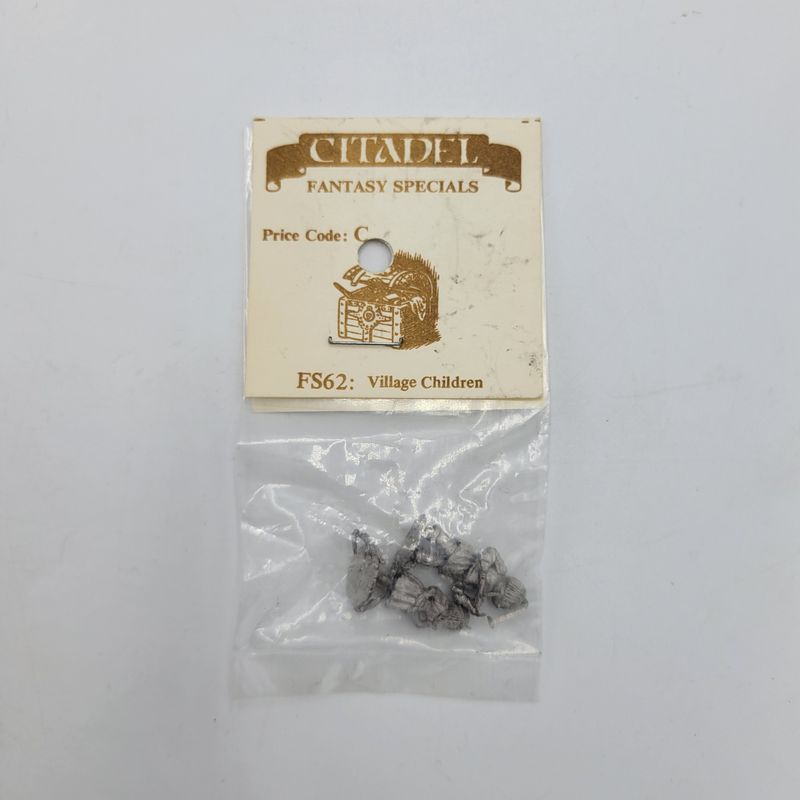 CITADEL
FANTASY SPECIALS
Price Code: C
FS62: Village Children